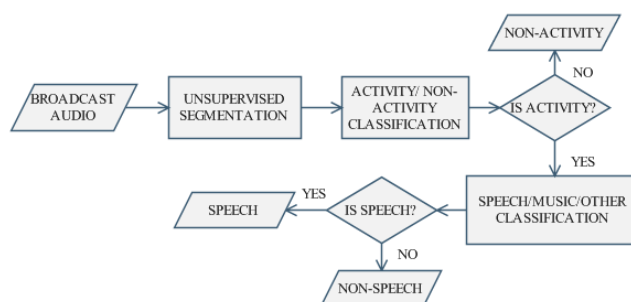 NON-ACTIVITY
NO
BROADCAST
AUDIO
UNSUPERVISED
SEGMENTATION
ACTIVITY/ NON-
ACTIVITY
CLASSIFICATION
IS ACTIVITY?
YES
SPEECH/MUSIC/OTHER
CLASSIFICATION
IS SPEECH?
YES
SPEECH
NO
NON-SPEECH